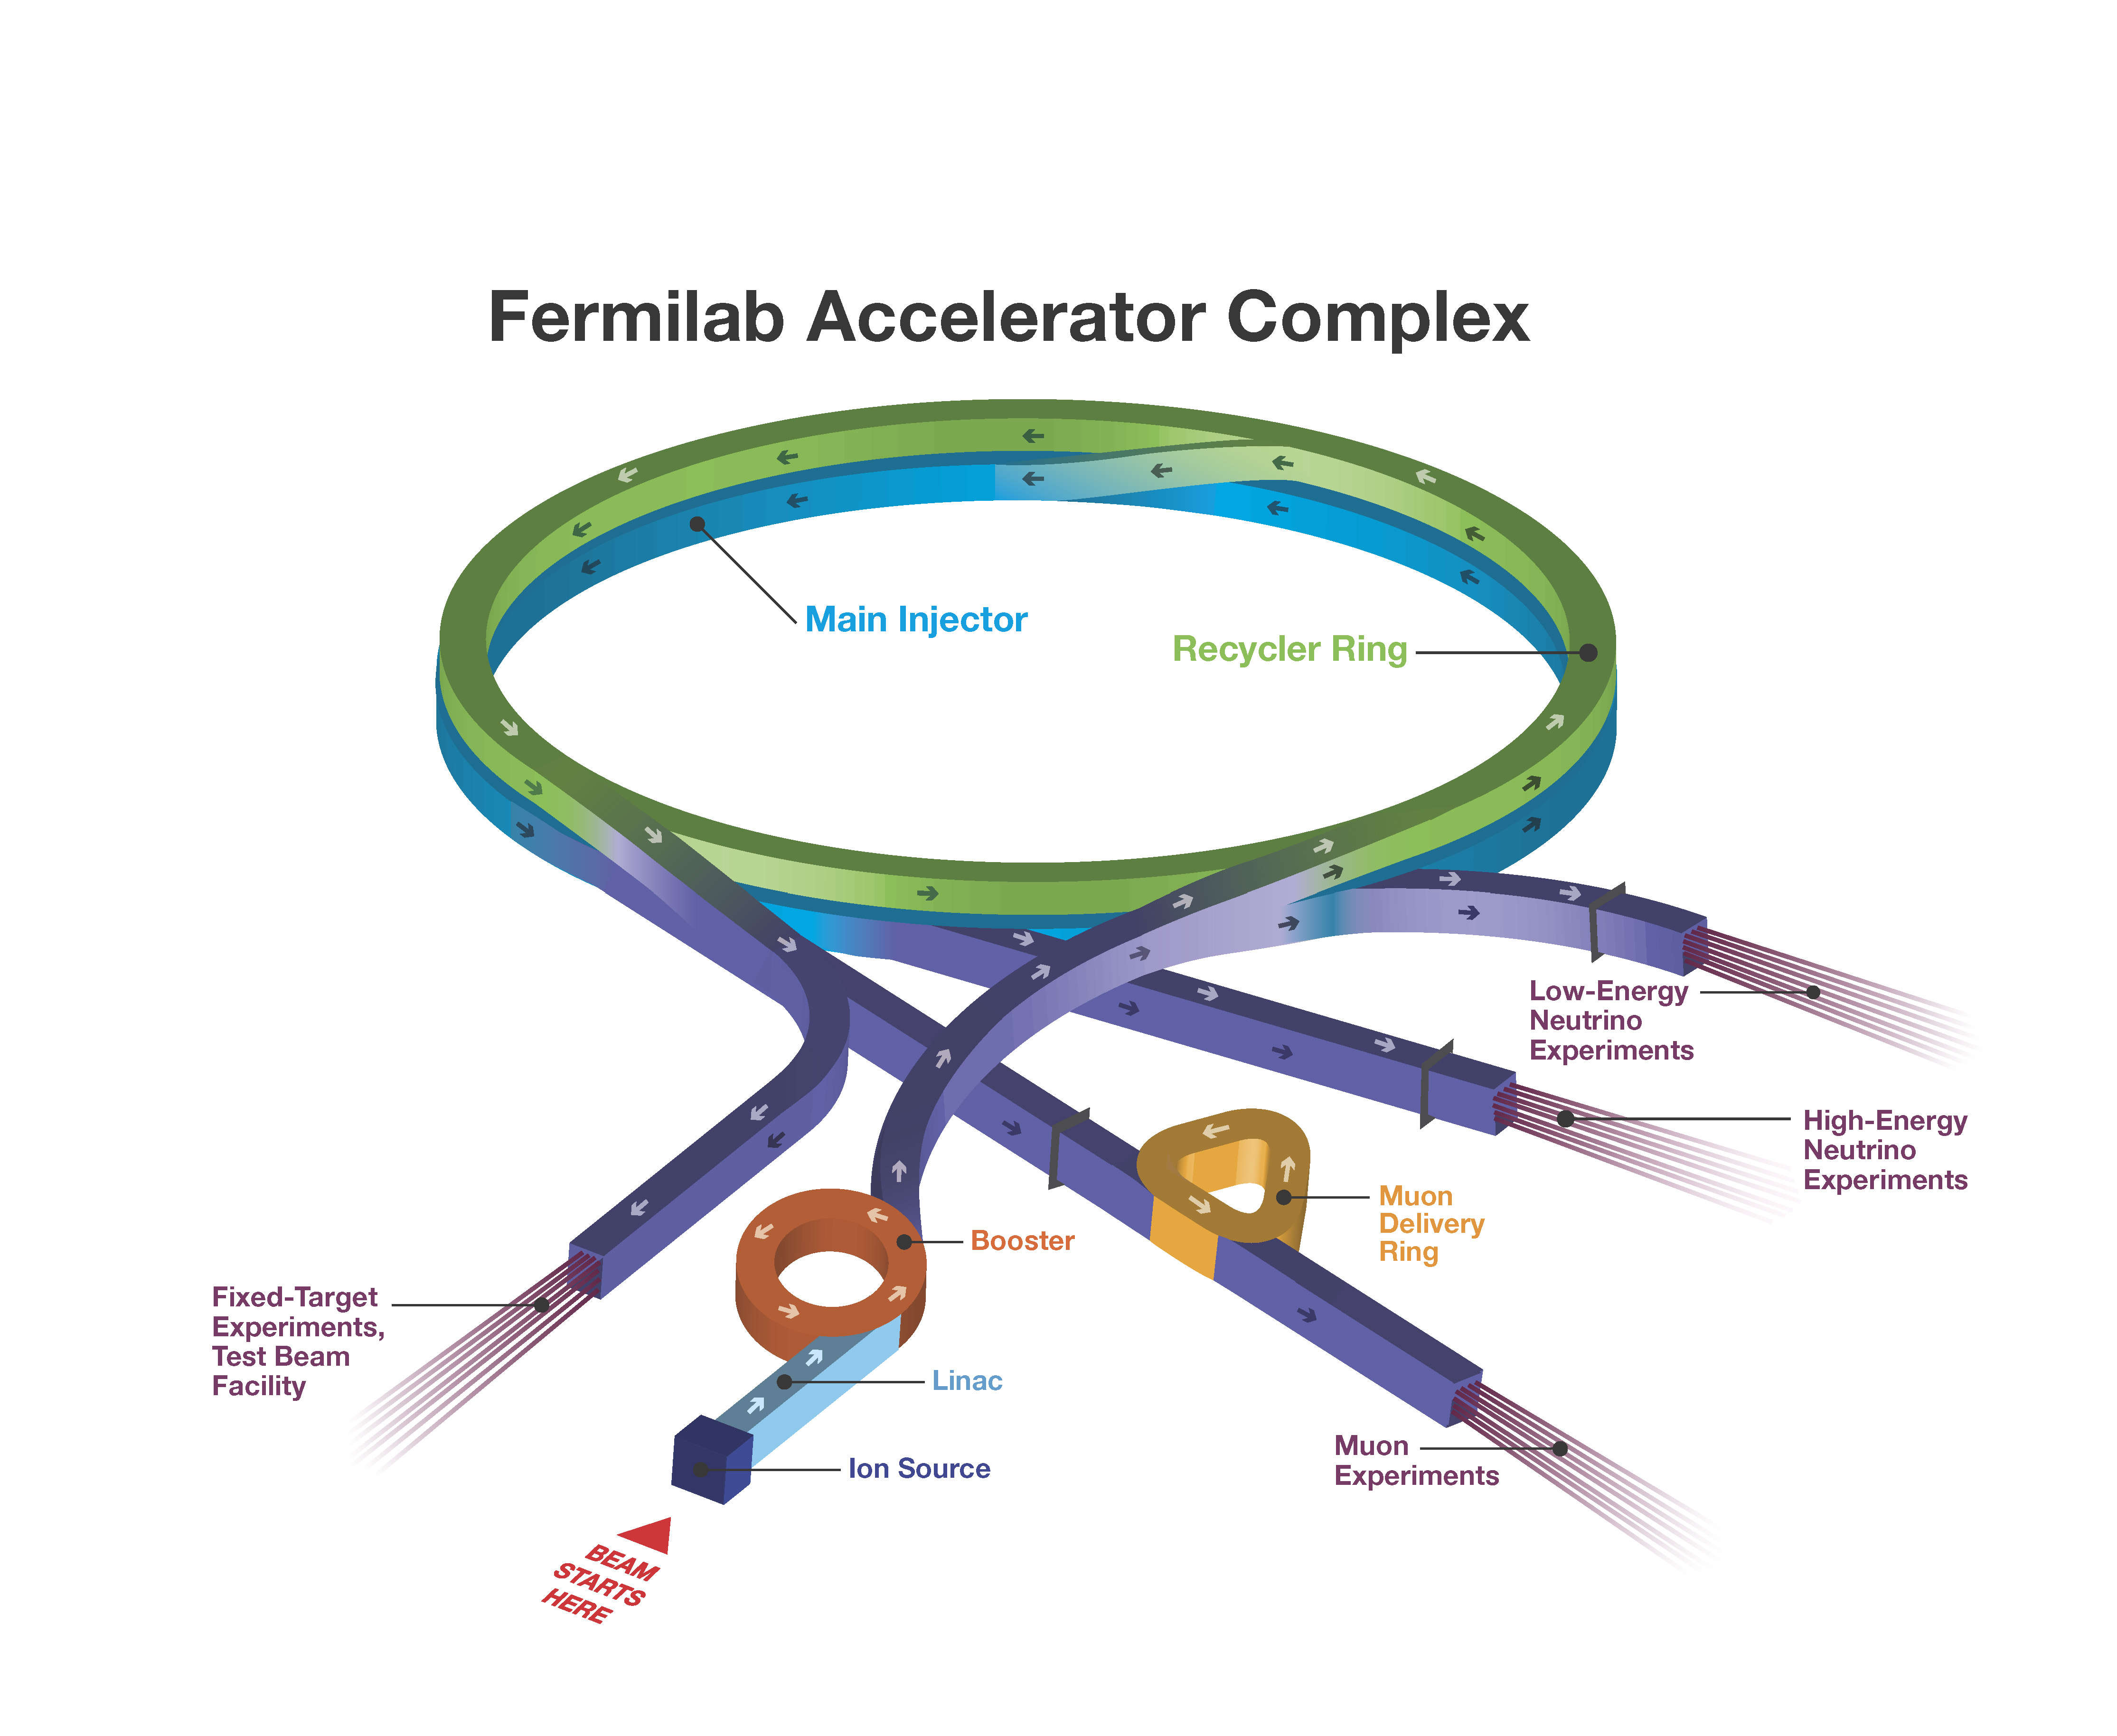 Fermilab Accelerator Complex
Main Injector
Recycler Ring
Low-Energy
Neutrino
Experiments
High-Energy
Neutrino
Experiments
Muon
Delivery
Ring
Booster
Fixed-Target
Experiments,
Test Beam
Facility
Linac
Ion Source
Muon
Experiments
BEAM
STARTS
HERE